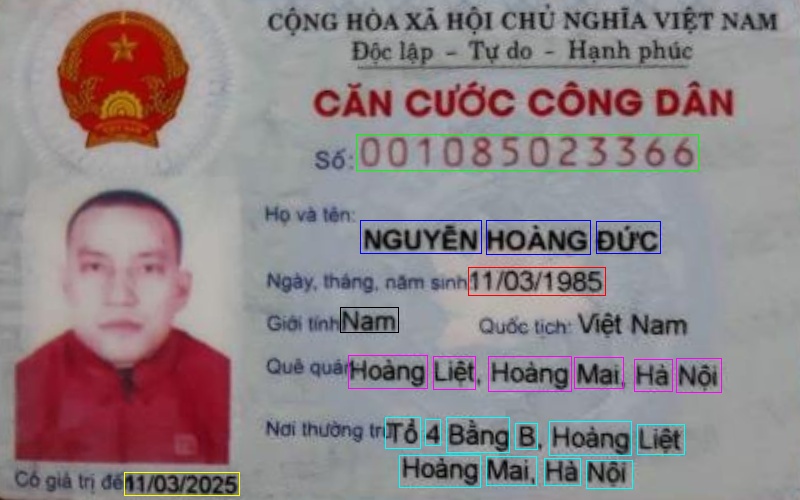 CỘNG HÒA XÃ HỘI CHỦ NGHĨA VIỆT NAM
Độc lập - Tự do - Hạnh phúc
CĂN CƯỚC CÔNG DÂN
Số: 001085023366
Họ và tên:
NGUYỄN HOÀNG ĐỨC
Ngày, tháng, năm sinh 11/03/1985
Giới tính Nam Quốc tịch: Việt Nam
Quê quán Hoàng Liệt, Hoàng Mai, Hà Nội
Nơi thường trú Tổ 4 Bằng B, Hoàng Liệt
Hoàng Mai, Hà Nội
Có giá trị đến 11/03/2025